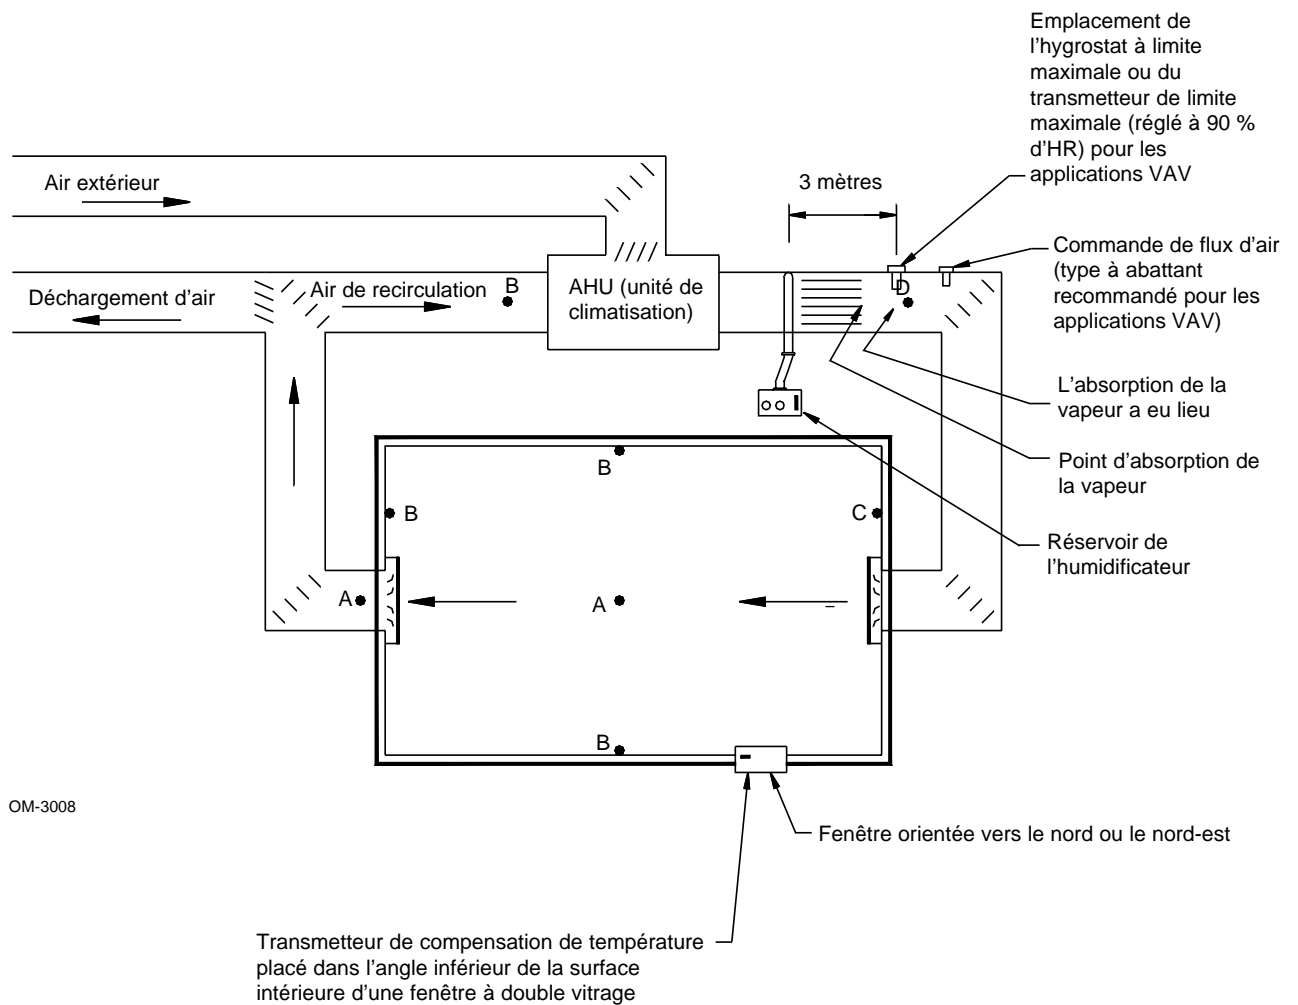 Emplacement de
l'hygrostat à limite
maximale ou du
transmetteur de limite
maximale (réglé à 90 %
d'HR) pour les
applications VAV
Air extérieur
3 mètres
Commande de flux d'air
(type à abattant
recommandé pour les
applications VAV)
Déchargement d'air
Air de recirculation
B
AHU (unité de
climatisation)
D
L'absorption de la
vapeur a eu lieu
Point d'absorption de
la vapeur
B
B
C
Réservoir de
l'humidificateur
A
A
B
OM-3008
Fenêtre orientée vers le nord ou le nord-est
Transmetteur de compensation de température
placé dans l'angle inférieur de la surface
intérieure d'une fenêtre à double vitrage